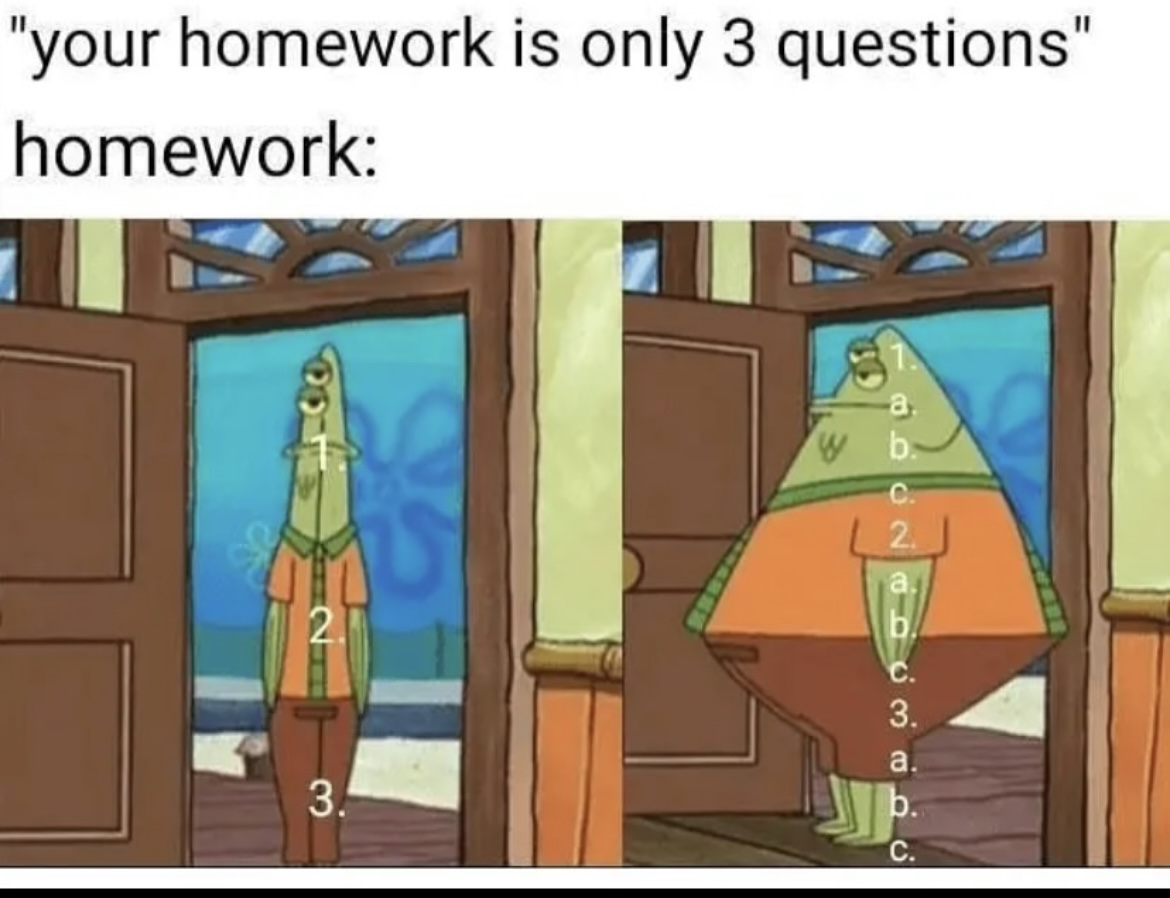 "your homework is only 3 questions"
homework:
1.
2.
3.
1.
a.
b.
c.
2.
a.
b.
c.
3.
a.
b.
c.